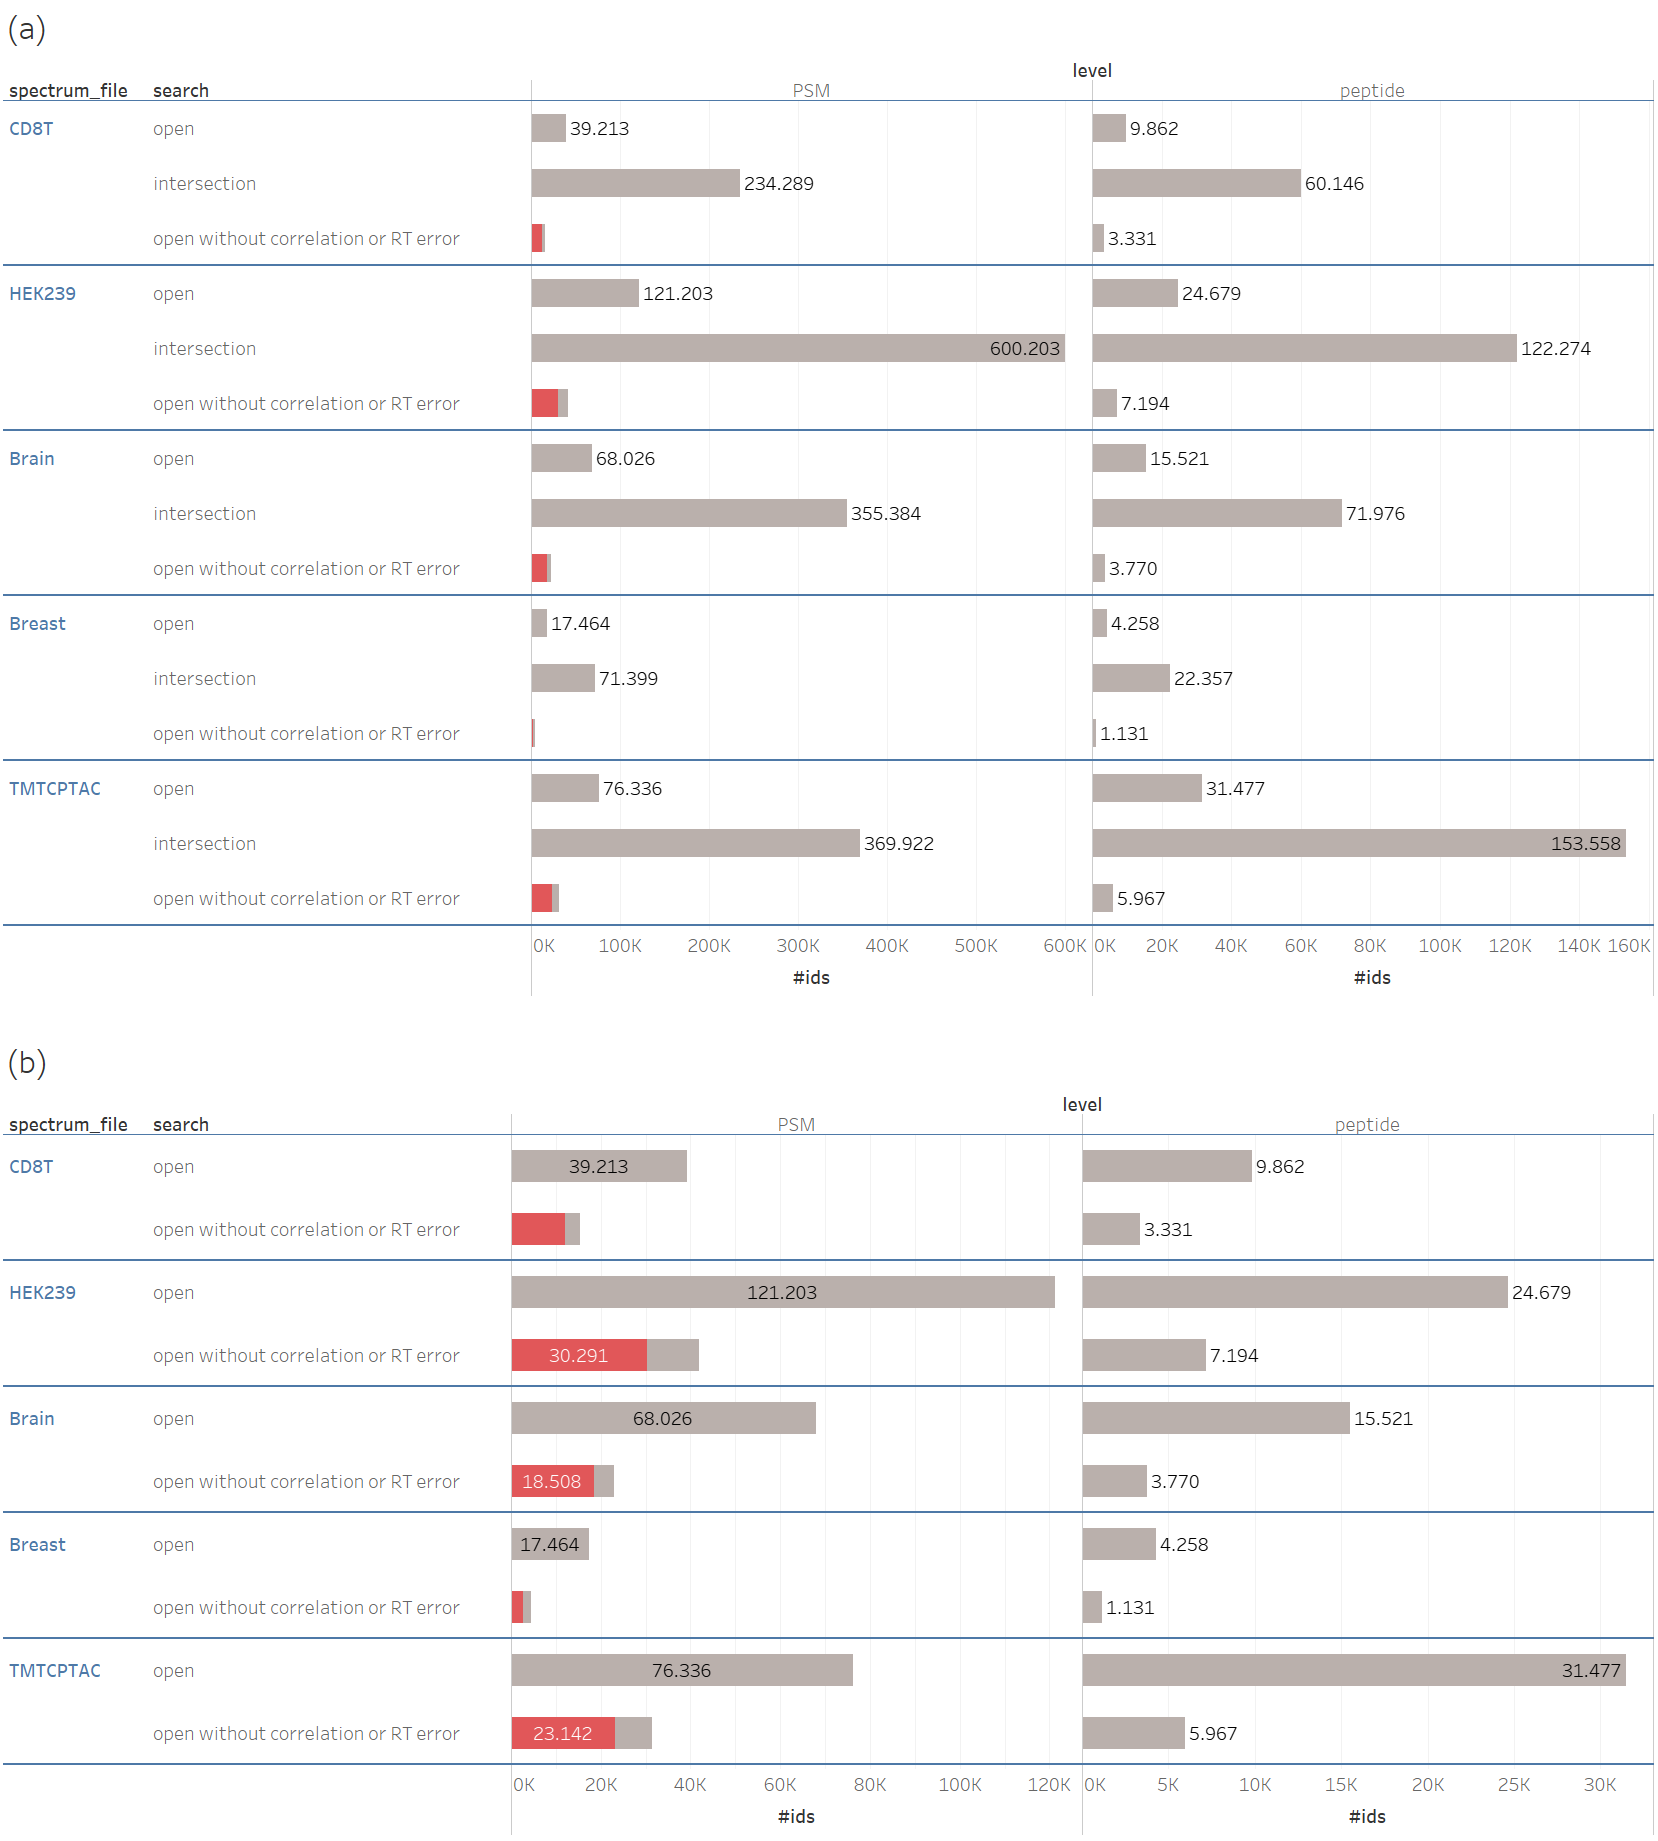 (a)
level
spectrum_file search PSM peptide
CD8T open 39.213 9.862
intersection 234.289 60.146
open without correlation or RT error 3.331
HEK239 open 121.203 24.679
intersection 600.203 122.274
open without correlation or RT error 7.194
Brain open 68.026 15.521
intersection 355.384 71.976
open without correlation or RT error 3.770
Breast open 17.464 4.258
intersection 71.399 22.357
open without correlation or RT error 1.131
TMTCPTAC open 76.336 31.477
intersection 369.922 153.558
open without correlation or RT error 5.967
0K 100K 200K 300K 400K 500K 600K 0K 20K 40K 60K 80K 100K 120K 140K 160K
#ids #ids
(b)
level
spectrum_file search PSM peptide
CD8T open 39.213 9.862
open without correlation or RT error 3.331
HEK239 open 121.203 24.679
open without correlation or RT error 30.291 7.194
Brain open 68.026 15.521
open without correlation or RT error 18.508 3.770
Breast open 17.464 4.258
open without correlation or RT error 1.131
TMTCPTAC open 76.336 31.477
open without correlation or RT error 23.142 5.967
0K 20K 40K 60K 80K 100K 120K 0K 5K 10K 15K 20K 25K 30K
#ids #ids